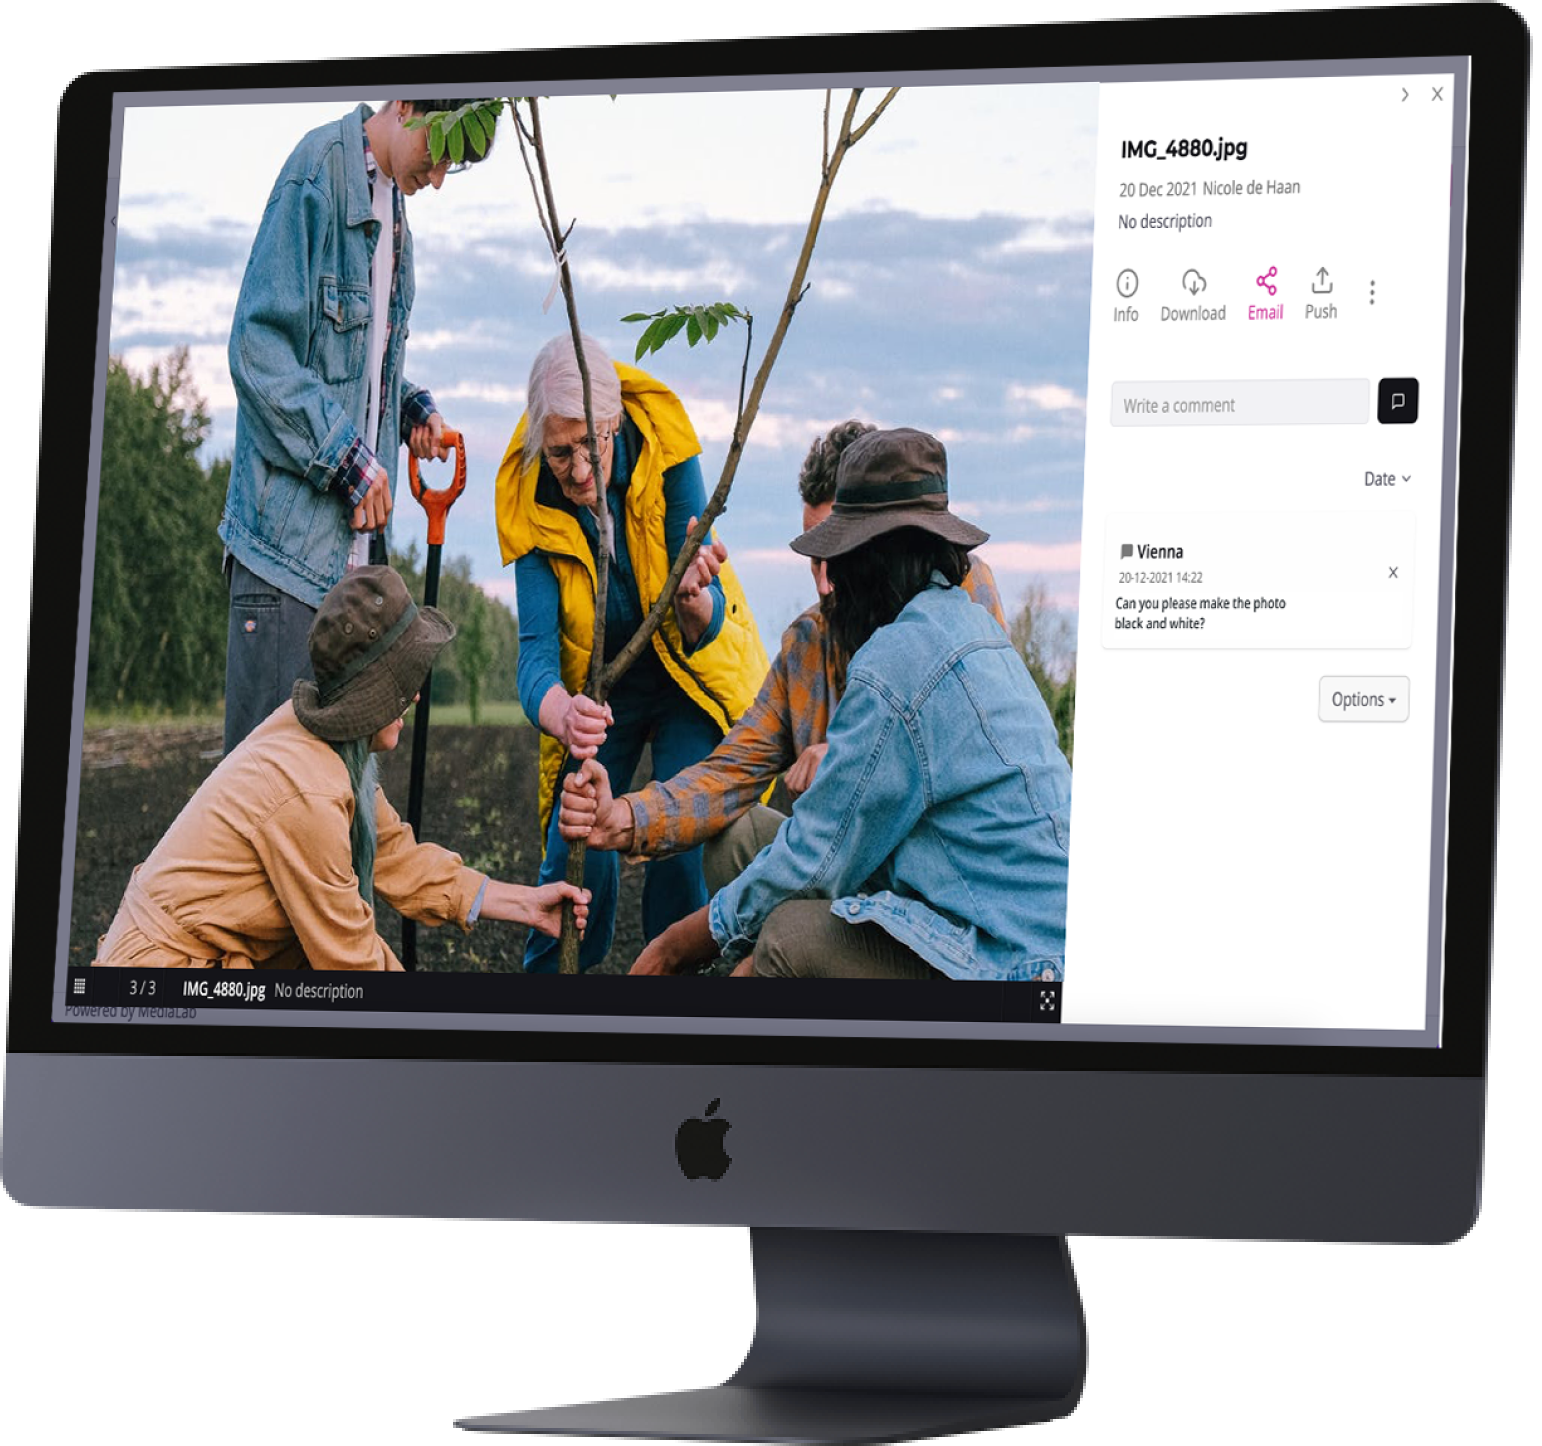 IMG_4880.jpg
20 Dec 2021 Nicole de Haan
No description
Info Download Email Push
Write a comment
Date
Vienna
20-12-2021 14:22
Can you please make the photo
black and white?
Options
3 / 3 IMG_4880.jpg No description
Powered by MediaLab